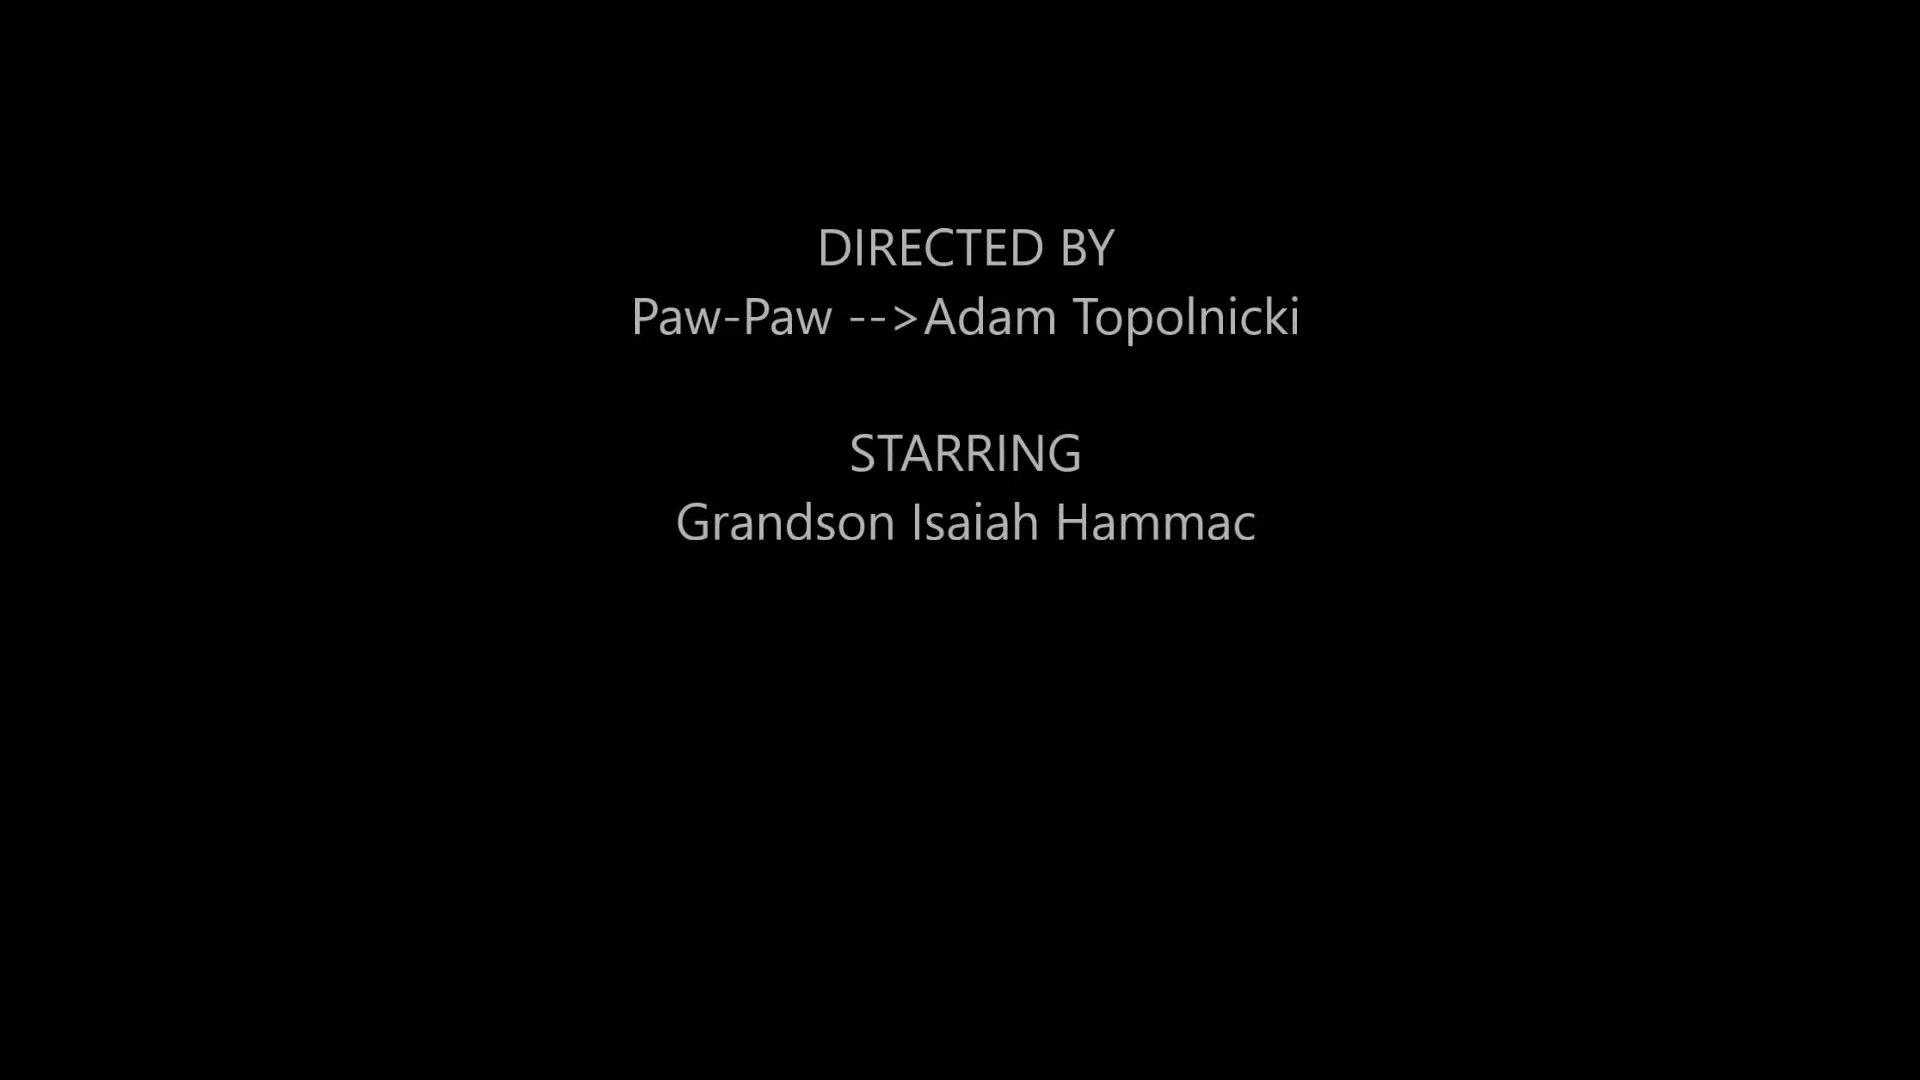 DIRECTED BY
Paw-Paw -->Adam Topolnicki
STARRING
Grandson Isaiah Hammac